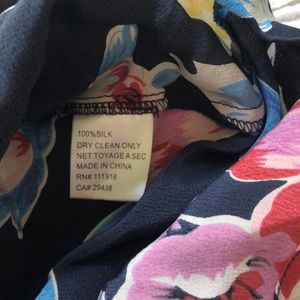 100%SILK
DRY CLEAN ONLY
NET TOYAGE A SEC
MADE IN CHINA
RN# 111916
CA# 29438